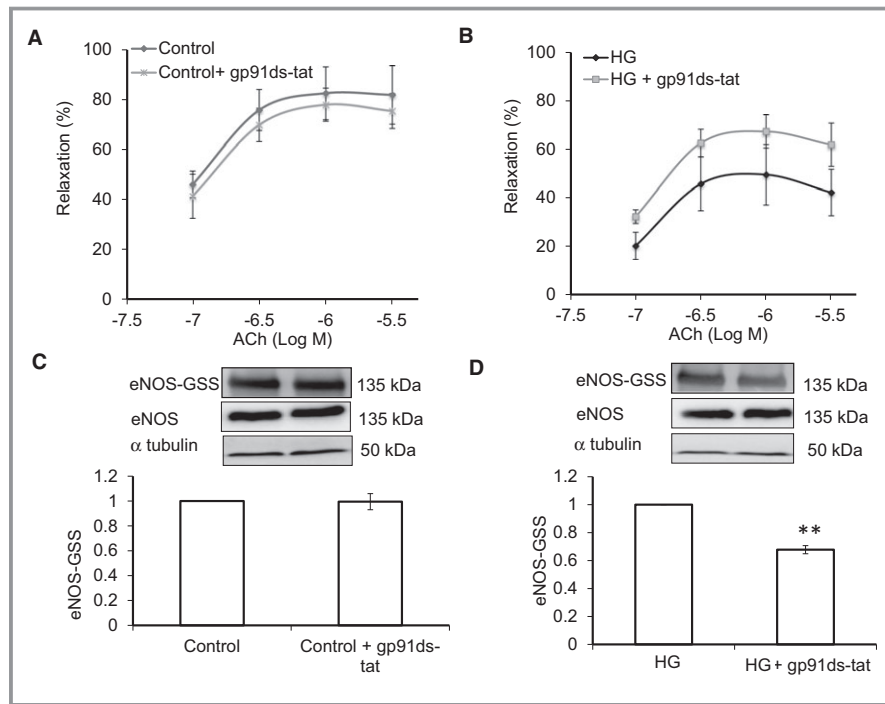 A
Control
Control+ gp91ds-tat
100
80
60
40
20
0
Relaxation (%)
-7.5 -7 -6.5 -6 -5.5
ACh (Log M)
B
HG
HG + gp91ds-tat
100
80
60
40
20
0
Relaxation (%)
-7.5 -7 -6.5 -6 -5.5
ACh (Log M)
C
eNOS-GSS 135 kDa
eNOS 135 kDa
α tubulin 50 kDa
1.2
1
0.8
0.6
0.4
0.2
0
eNOS-GSS
Control Control + gp91ds-
tat
D
eNOS-GSS 135 kDa
eNOS 135 kDa
α tubulin 50 kDa
1.2
1
0.8
0.6
0.4
0.2
0
eNOS-GSS
**
HG HG + gp91ds-tat